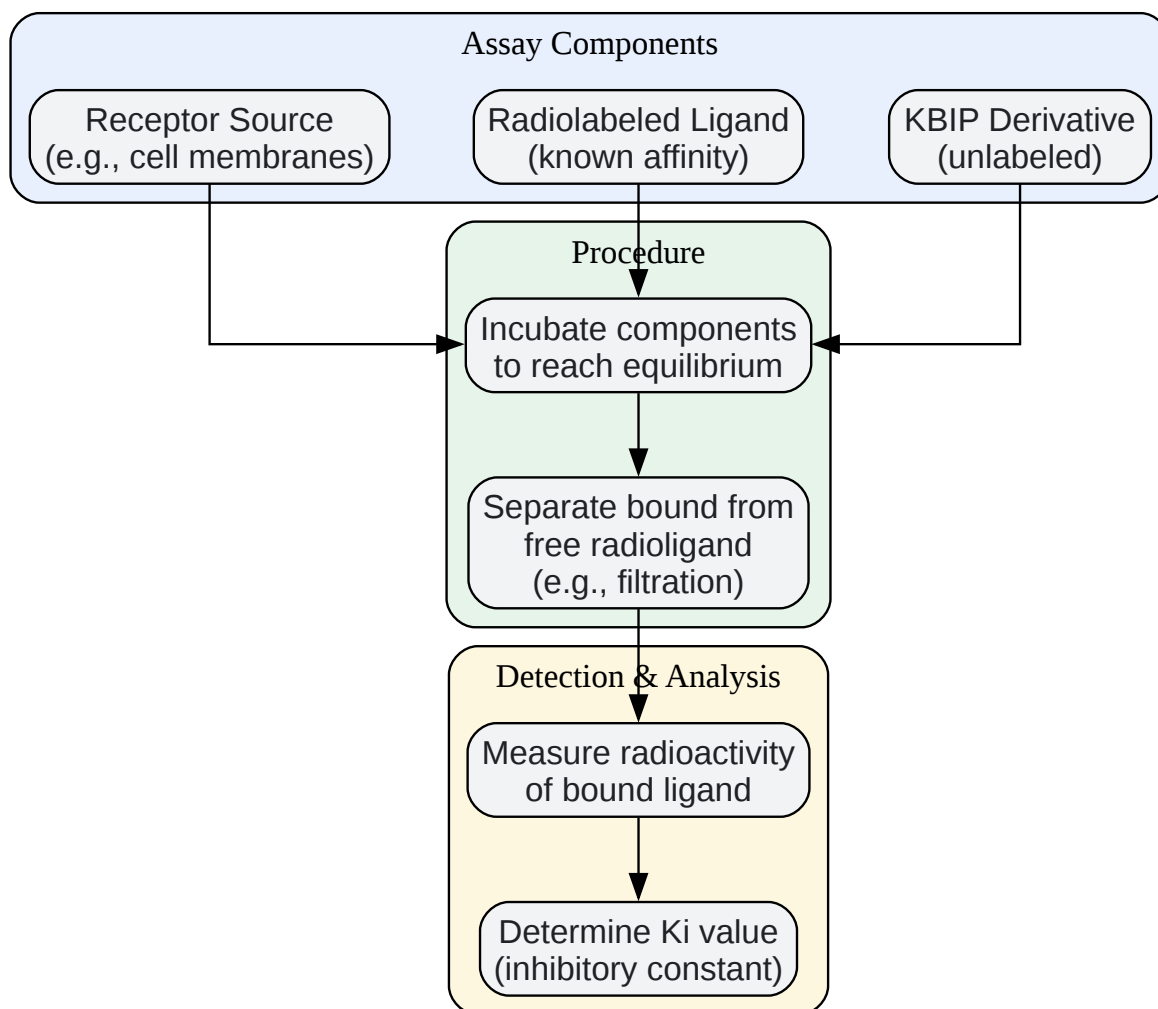 Assay Components
Receptor Source
(e.g., cell membranes)
Radiolabeled Ligand
(known affinity)
KBIP Derivative
(unlabeled)
Procedure
Incubate components
to reach equilibrium
Separate bound from
free radioligand
(e.g., filtration)
Detection & Analysis
Measure radioactivity
of bound ligand
Determine Ki value
(inhibitory constant)